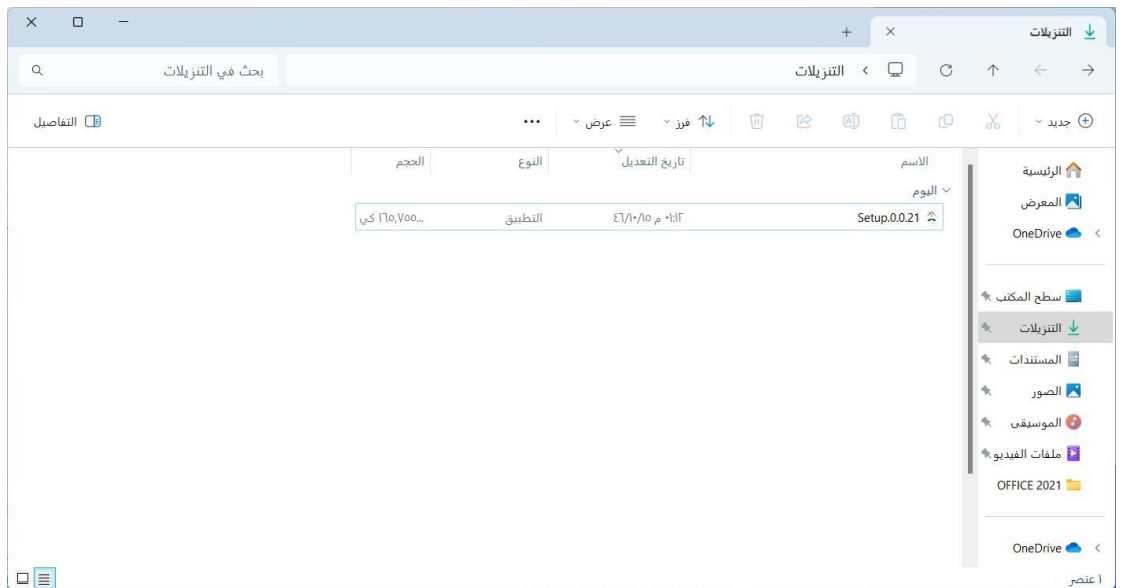 التنزيلات
التنزيلات
بحث في التنزيلات
جديد
فرز
عرض
...
التفاصيل
الاسم
تاريخ التعديل
النوع
الحجم
اليوم
Setup.0.0.21
٠١:١٢ م ٤٦/١٠/١٥
التطبيق
١٦٥,٧٥٥... كي
الرئيسية
المعرض
OneDrive
سطح المكتب
التنزيلات
المستندات
الصور
الموسيقى
ملفات الفيديو
OFFICE 2021
OneDrive
١ عنصر